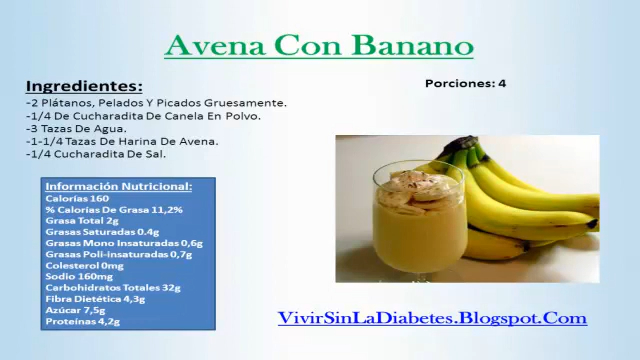 Avena Con Banano
Ingredientes:
Porciones: 4
-2 Plátanos, Pelados Y Picados Gruesamente.
-1/4 De Cucharadita De Canela En Polvo.
-3 Tazas De Agua.
-1-1/4 Tazas De Harina De Avena.
-1/4 Cucharadita De Sal.
Información Nutricional:
Calorías 160
% Calorías De Grasa 11,2%
Grasa Total 2g
Grasas Saturadas 0.4g
Grasas Mono Insaturadas 0,6g
Grasas Poli-insaturadas 0,7g
Colesterol 0mg
Sodio 160mg
Carbohidratos Totales 32g
Fibra Dietética 4,3g
Azúcar 7,5g
Proteínas 4,2g
VivirSinLaDiabetes.Blogspot.Com